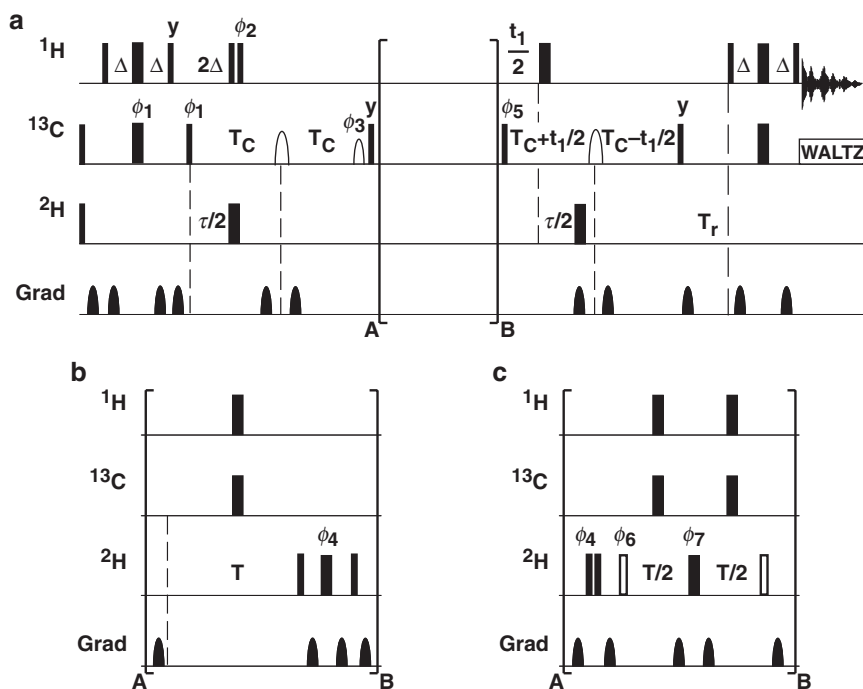 a
y ϕ2 t1/2
1H Δ Δ 2Δ
ϕ1 ϕ1 ϕ3 y ϕ5 y
13C TC TC TC+t1/2 TC−t1/2 WALTZ
2H τ/2 τ/2 Tr
Grad
A B
b
1H
13C
ϕ4
2H T
Grad
A B
c
1H
13C
ϕ4 ϕ6 ϕ7
2H T/2 T/2
Grad
A B
Δ Δ